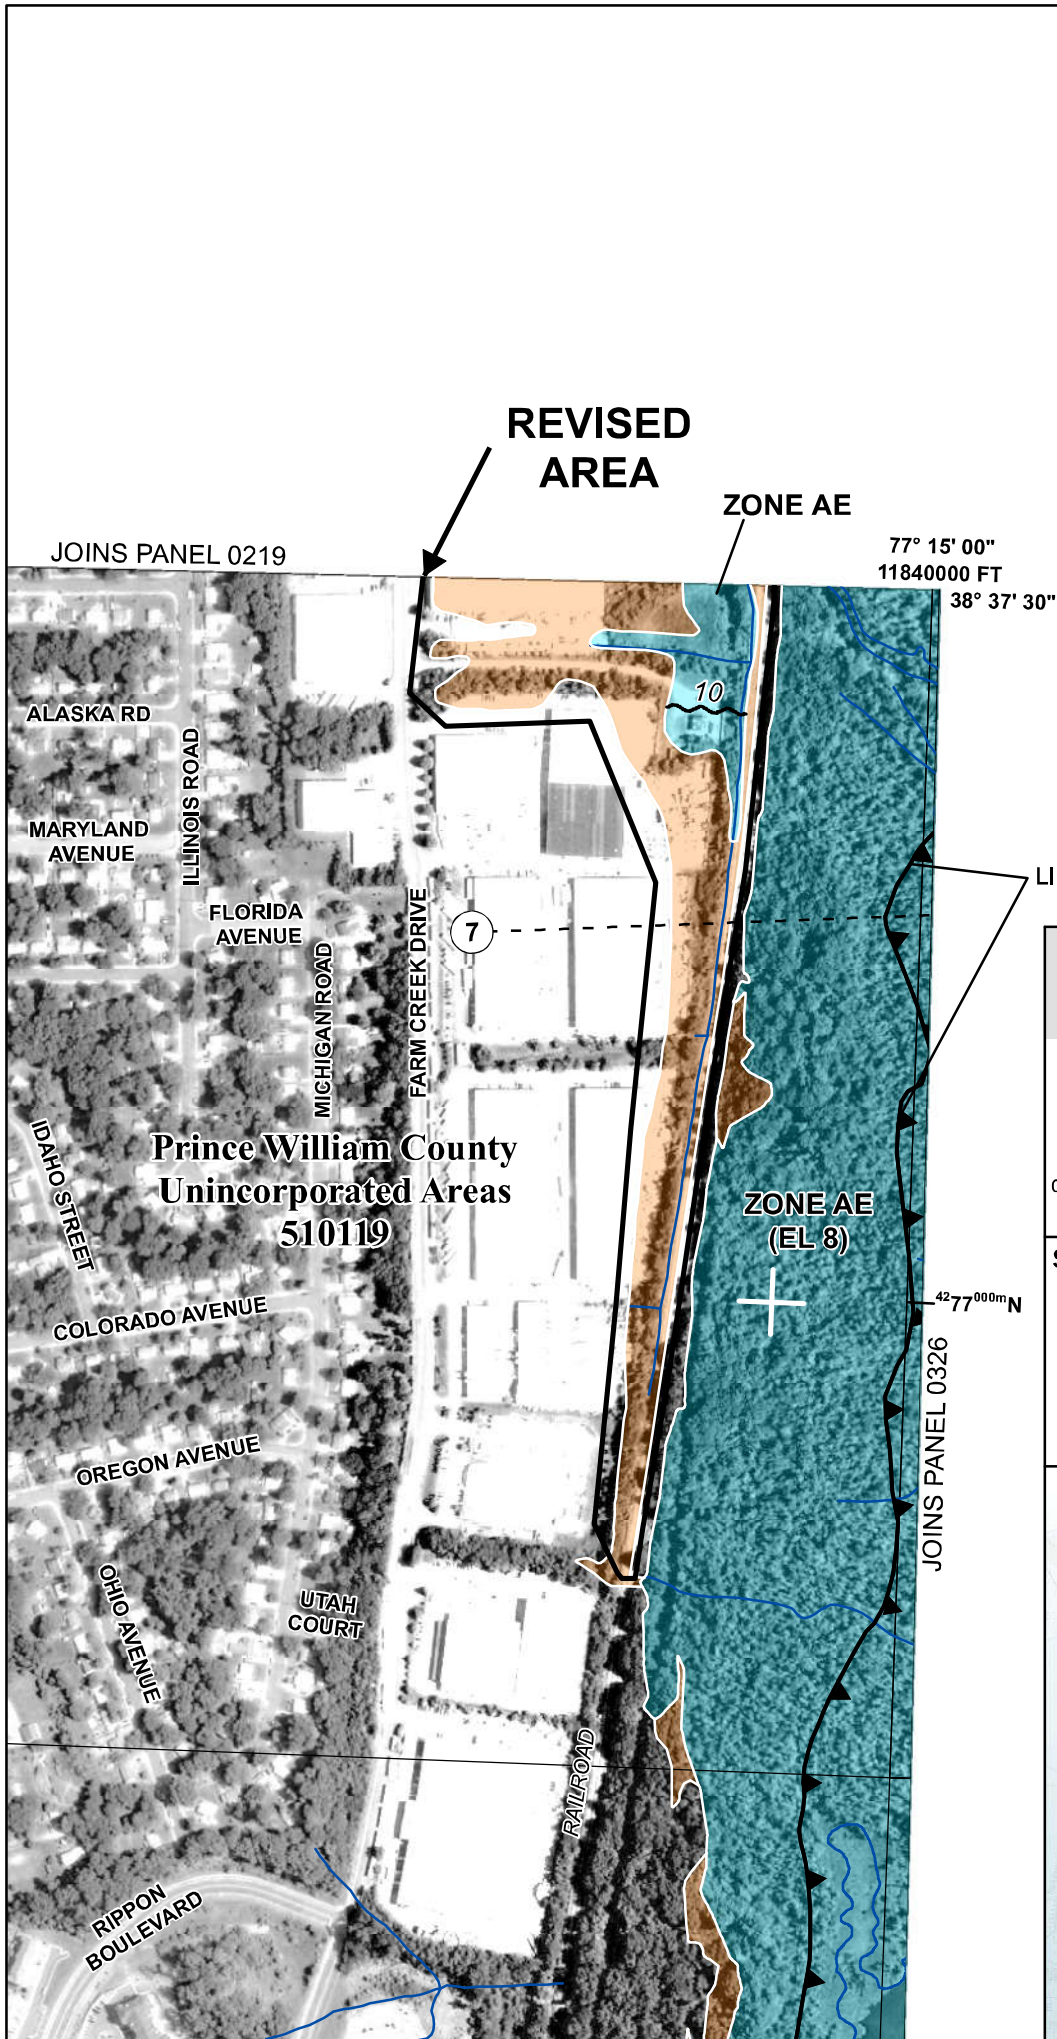 REVISED
AREA
ZONE AE
JOINS PANEL 0219
77° 15' 00"
11840000 FT
38° 37' 30"
10
ALASKA RD
ILLINOIS ROAD
MARYLAND
AVENUE
LI
FLORIDA
AVENUE
7
FARM CREEK DRIVE
MICHIGAN ROAD
Prince William County
Unincorporated Areas
510119
IDAHO STREET
ZONE AE
(EL 8)
4277000mN
COLORADO AVENUE
JOINS PANEL 0326
OREGON AVENUE
OHIO AVENUE
UTAH
COURT
RAILROAD
RIPPON
BOULEVARD